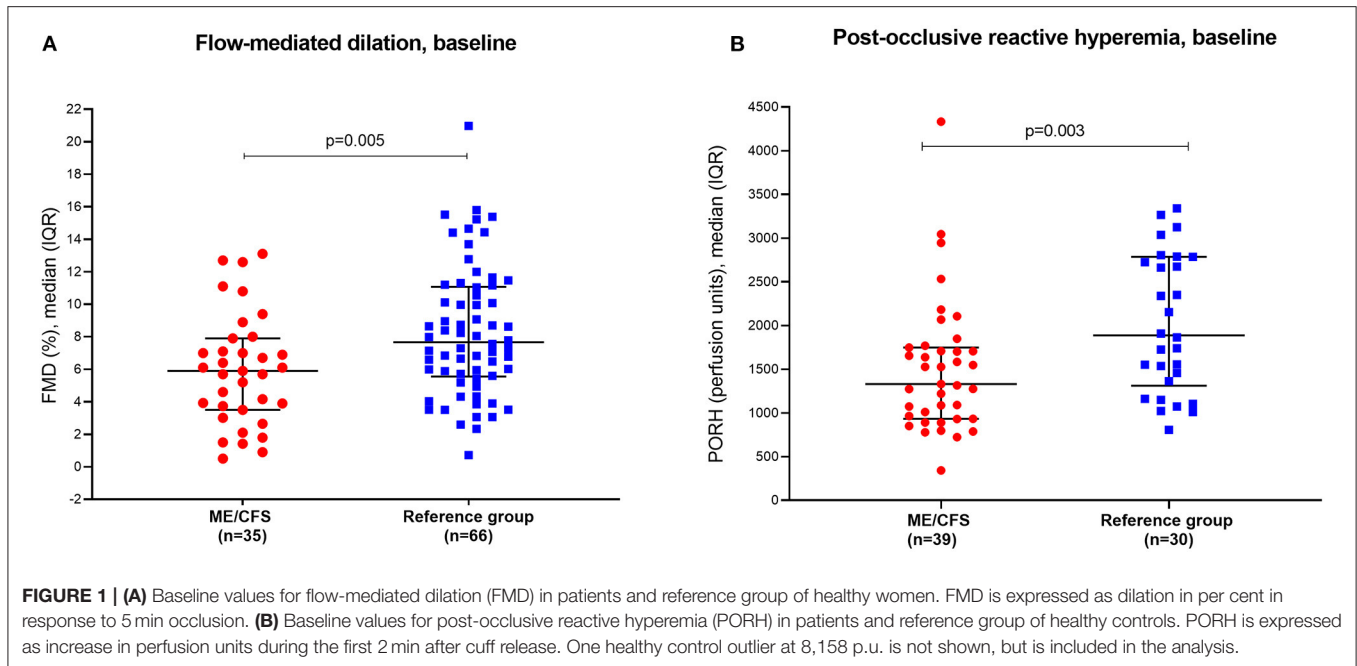 A
Flow-mediated dilation, baseline
FMD (%), median (IQR)
22
20
18
16
14
12
10
8
6
4
2
0
-2
p=0.005
ME/CFS
(n=35)
Reference group
(n=66)
B
Post-occlusive reactive hyperemia, baseline
PORH (perfusion units), median (IQR)
4500
4000
3500
3000
2500
2000
1500
1000
500
0
p=0.003
ME/CFS
(n=39)
Reference group
(n=30)
FIGURE 1 | (A) Baseline values for flow-mediated dilation (FMD) in patients and reference group of healthy women. FMD is expressed as dilation in per cent in
response to 5 min occlusion. (B) Baseline values for post-occlusive reactive hyperemia (PORH) in patients and reference group of healthy controls. PORH is expressed
as increase in perfusion units during the first 2 min after cuff release. One healthy control outlier at 8,158 p.u. is not shown, but is included in the analysis.